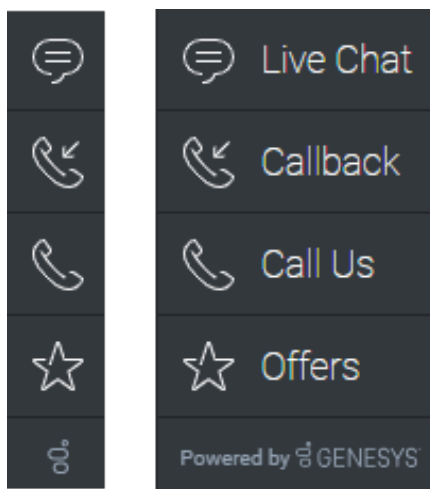 Live Chat
Callback
Call Us
Offers
Powered by GENESYS